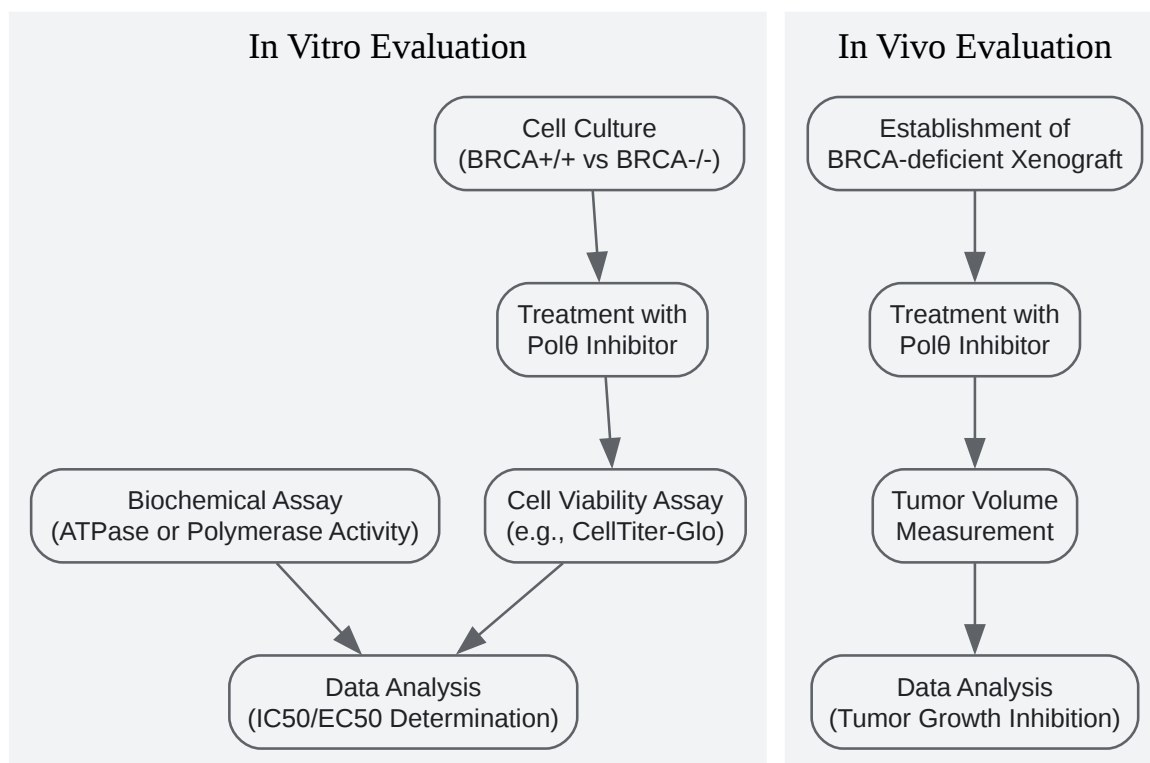 In Vitro Evaluation
Cell Culture
(BRCA+/+ vs BRCA-/-)
Treatment with
Polθ Inhibitor
Biochemical Assay
(ATPase or Polymerase Activity)
Cell Viability Assay
(e.g., CellTiter-Glo)
Data Analysis
(IC50/EC50 Determination)
In Vivo Evaluation
Establishment of
BRCA-deficient Xenograft
Treatment with
Polθ Inhibitor
Tumor Volume
Measurement
Data Analysis
(Tumor Growth Inhibition)